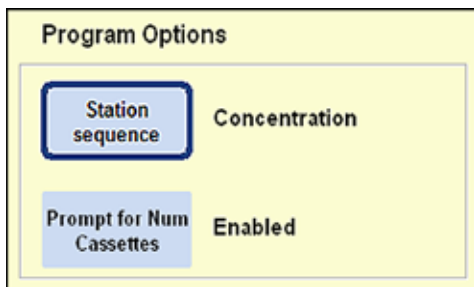 Program Options
Station
sequence
Concentration
Prompt for Num
Cassettes
Enabled